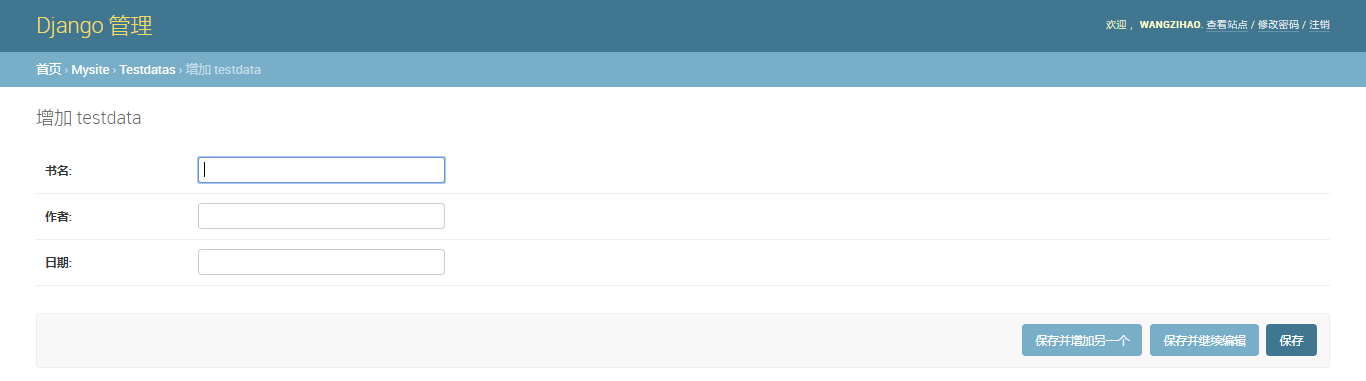 Django 管理
欢迎， WANGZIHAO. 查看站点 / 修改密码 / 注销
首页 › Mysite › Testdatas › 增加 testdata
增加 testdata
书名:
作者:
日期:
保存并增加另一个 保存并继续编辑 保存